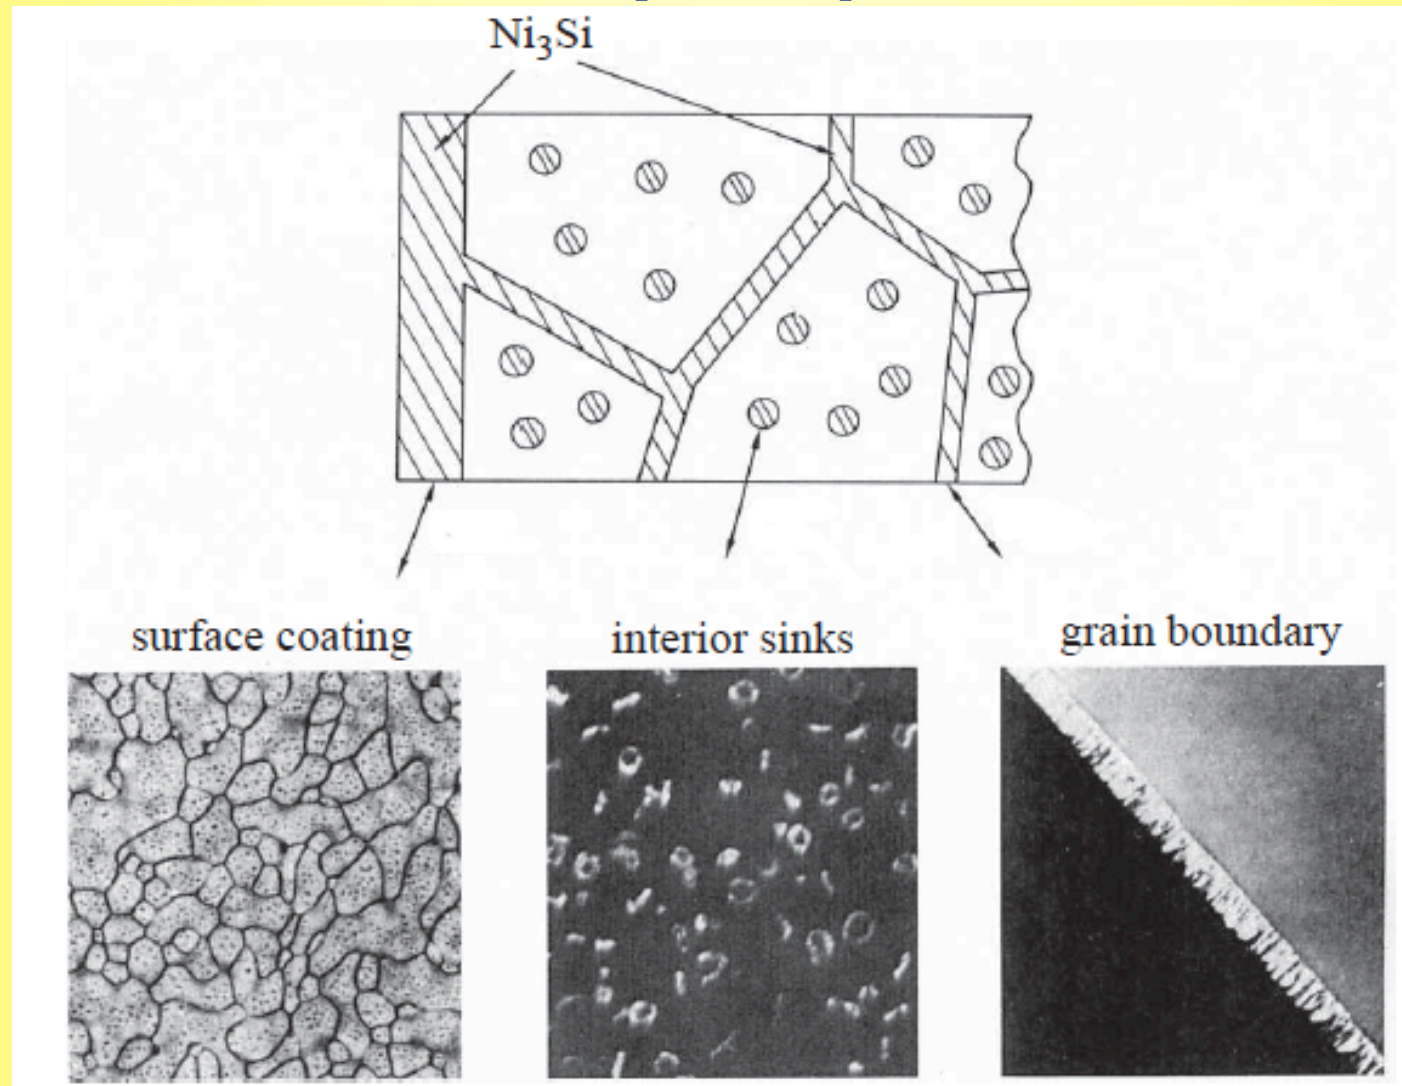 Ni₃Si
surface coating
interior sinks
grain boundary